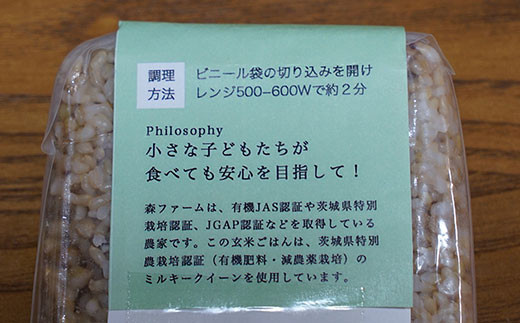 調理
方法
ビニール袋の切り込みを開け
レンジ500-600Wで約2分
Philosophy
小さな子どもたちが
食べても安心を目指して！
森ファームは、有機JAS認証や茨城県特別
栽培認証、JGAP認証などを取得している
農家です。この玄米ごはんは、茨城県特別
農栽培認証（有機肥料・減農薬栽培）の
ミルキークイーンを使用しています。